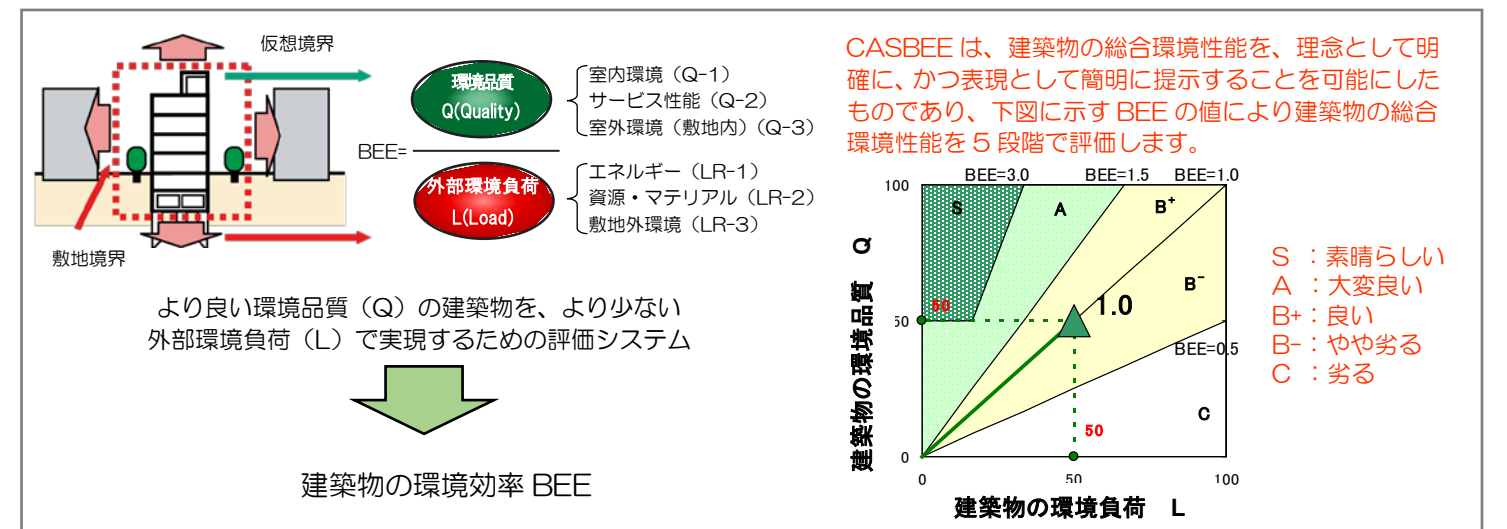 仮想境界
敷地境界
BEE=
環境品質
Q(Quality)
室内環境（Q-1）
サービス性能（Q-2）
室外環境（敷地内）（Q-3）
外部環境負荷
L(Load)
エネルギー（LR-1）
資源・マテリアル（LR-2）
敷地外環境（LR-3）
より良い環境品質（Q）の建築物を、より少ない
外部環境負荷（L）で実現するための評価システム
建築物の環境効率 BEE
CASBEE は、建築物の総合環境性能を、理念として明
確に、かつ表現として簡明に提示することを可能にした
ものであり、下図に示す BEE の値により建築物の総合
環境性能を 5 段階で評価します。
BEE=3.0 BEE=1.5 BEE=1.0
100
S A B+
建築物の環境品質 Q
B-
50
1.0
50
BEE=0.5
C
50
0
0 50 100
建築物の環境負荷 L
S ：素晴らしい
A ：大変良い
B+：良い
B-：やや劣る
C ：劣る